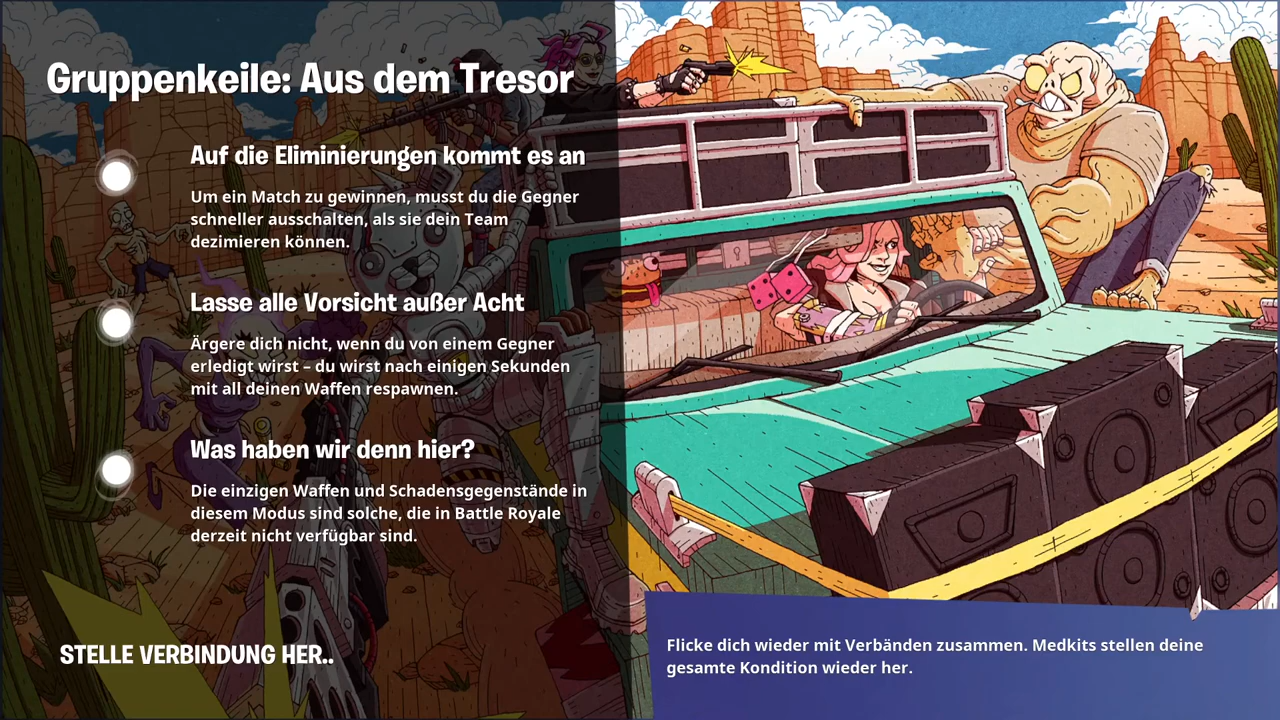 Gruppenkeile: Aus dem Tresor
Auf die Eliminierungen kommt es an
Um ein Match zu gewinnen, musst du die Gegner
schneller ausschalten, als sie dein Team
dezimieren können.
Lasse alle Vorsicht außer Acht
Ärgere dich nicht, wenn du von einem Gegner
erledigt wirst – du wirst nach einigen Sekunden
mit all deinen Waffen respawnen.
Was haben wir denn hier?
Die einzigen Waffen und Schadensgegenstände in
diesem Modus sind solche, die in Battle Royale
derzeit nicht verfügbar sind.
STELLE VERBINDUNG HER..
Flicke dich wieder mit Verbänden zusammen. Medkits stellen deine
gesamte Kondition wieder her.